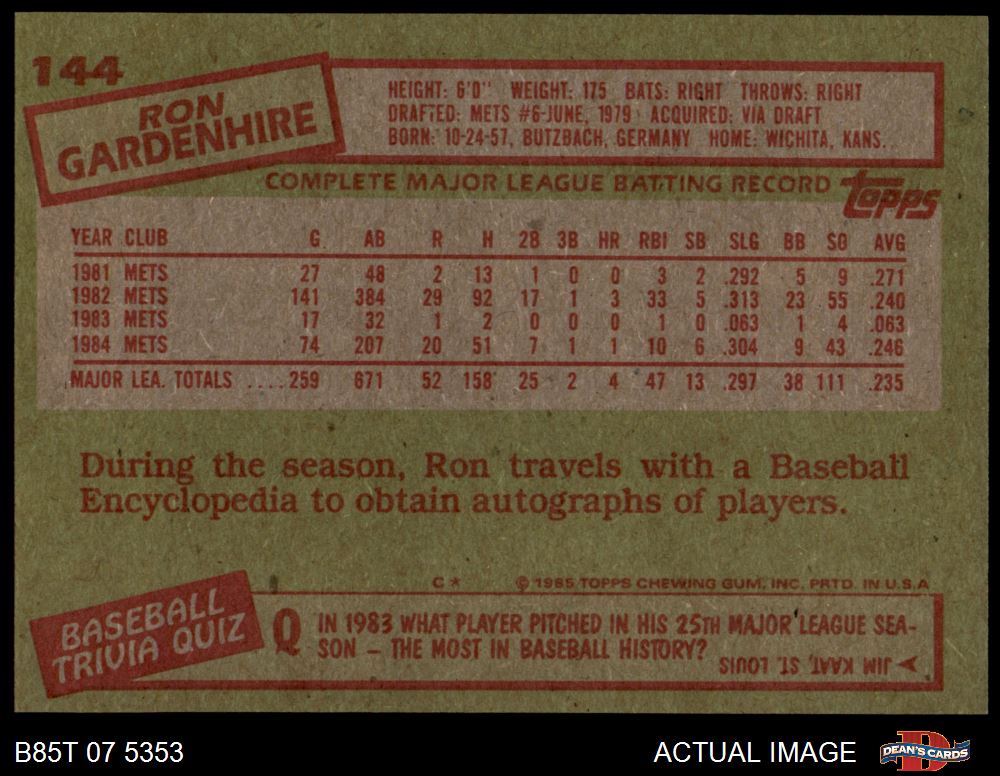 144
RON
GARDENHIRE
HEIGHT: 6'0" WEIGHT: 175 BATS: RIGHT THROWS: RIGHT
DRAFTED: METS #6-JUNE, 1979 ACQUIRED: VIA DRAFT
BORN: 10-24-57, BUTZBACH, GERMANY HOME: WICHITA, KANS.
COMPLETE MAJOR LEAGUE BATTING RECORD topps
YEAR CLUB G AB R H 2B 3B HR RBI SB SLG BB SO AVG
1981 METS 27 48 2 13 1 0 0 3 2 .292 5 9 .271
1982 METS 141 384 29 92 17 1 3 33 5 .313 23 55 .240
1983 METS 17 32 1 2 0 0 0 1 0 .063 1 4 .063
1984 METS 74 207 20 51 7 1 1 10 6 .304 9 43 .246
MAJOR LEA. TOTALS ....259 671 52 158 25 2 4 47 13 .297 38 111 .235
During the season, Ron travels with a Baseball
Encyclopedia to obtain autographs of players.
C* © 1985 TOPPS CHEWING GUM, INC. PRTD. IN U.S.A
BASEBALL
TRIVIA QUIZ
Q IN 1983 WHAT PLAYER PITCHED IN HIS 25TH MAJOR LEAGUE SEA-
SON – THE MOST IN BASEBALL HISTORY?
JIM KAAT, ST. LOUIS
B85T 07 5353 ACTUAL IMAGE D DEAN'S CARDS